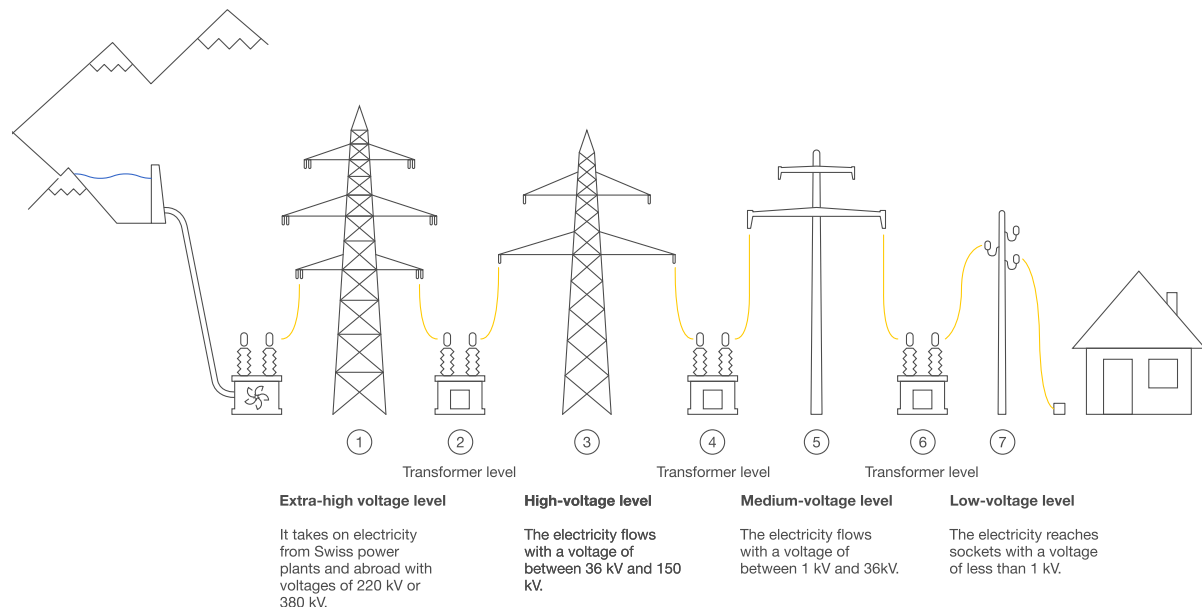 1
2
3
4
5
6
7
Transformer level
Transformer level
Transformer level
Extra-high voltage level
It takes on electricity
from Swiss power
plants and abroad with
voltages of 220 kV or
380 kV.
High-voltage level
The electricity flows
with a voltage of
between 36 kV and 150
kV.
Medium-voltage level
The electricity flows
with a voltage of
between 1 kV and 36kV.
Low-voltage level
The electricity reaches
sockets with a voltage
of less than 1 kV.